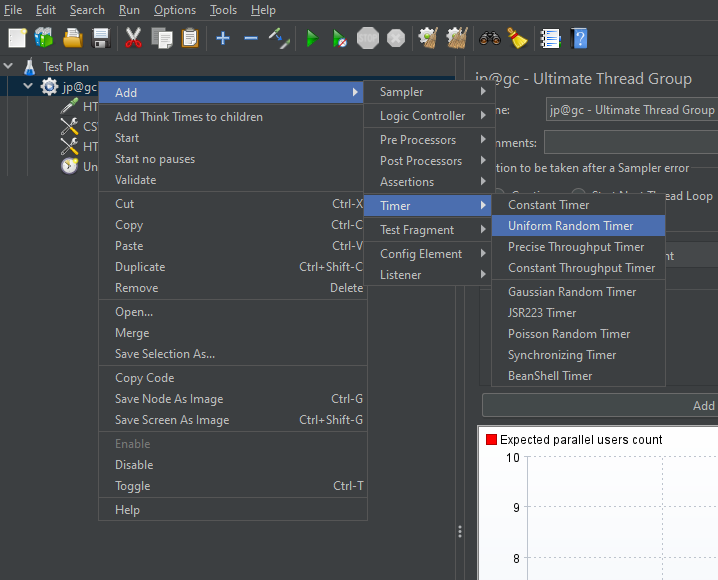 File Edit Search Run Options Tools Help
Test Plan
jp@gc
HT
CS
HT
Un
Add
Add Think Times to children
Start
Start no pauses
Validate
Cut Ctrl-X
Copy Ctrl-C
Paste Ctrl-V
Duplicate Ctrl+Shift-C
Remove Delete
Open...
Merge
Save Selection As...
Copy Code
Save Node As Image Ctrl-G
Save Screen As Image Ctrl+Shift-G
Enable
Disable
Toggle Ctrl-T
Help
Sampler
Logic Controller
Pre Processors
Post Processors
Assertions
Timer
Test Fragment
Config Element
Listener
Constant Timer
Uniform Random Timer
Precise Throughput Timer
Constant Throughput Timer
Gaussian Random Timer
JSR223 Timer
Poisson Random Timer
Synchronizing Timer
BeanShell Timer
jp@gc - Ultimate Thread Group
me: jp@gc - Ultimate Thread Group
mments:
tion to be taken after a Sampler error
Start Next Thread Loop
nt
Add
Expected parallel users count
10
9
8